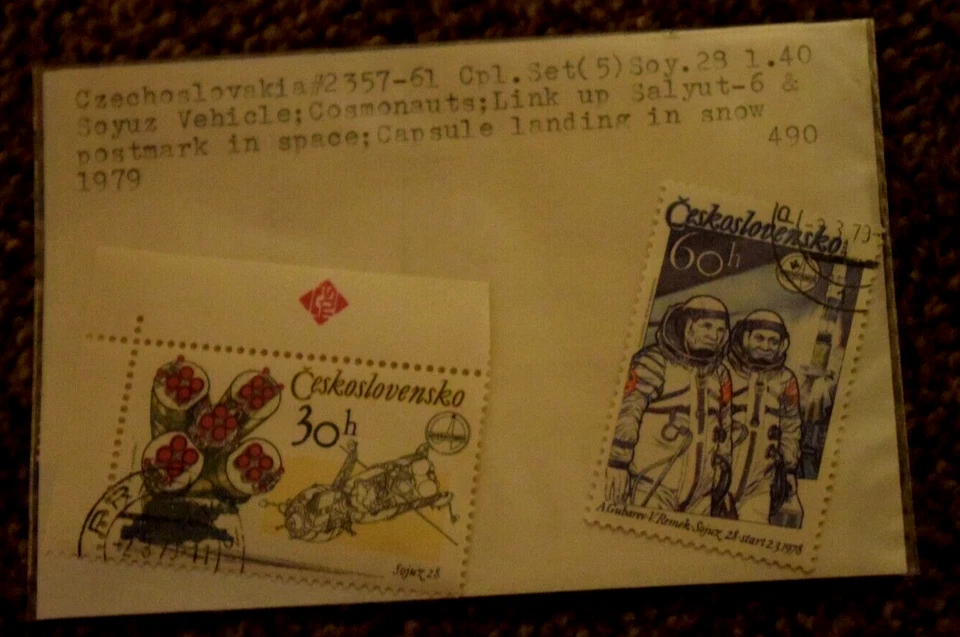 Czechoslovakia#2357-61 Cpl.Set(5)Soy.28 1.40
Soyuz Vehicle;Cosmonauts;Link up Salyut-6 &
postmark in space;Capsule landing in snow
490
1979
Československo
60h
A.Gubarev-V.Remek-Sojuz 28-start 2.3.1978
Československo
30h
Sojuz 28